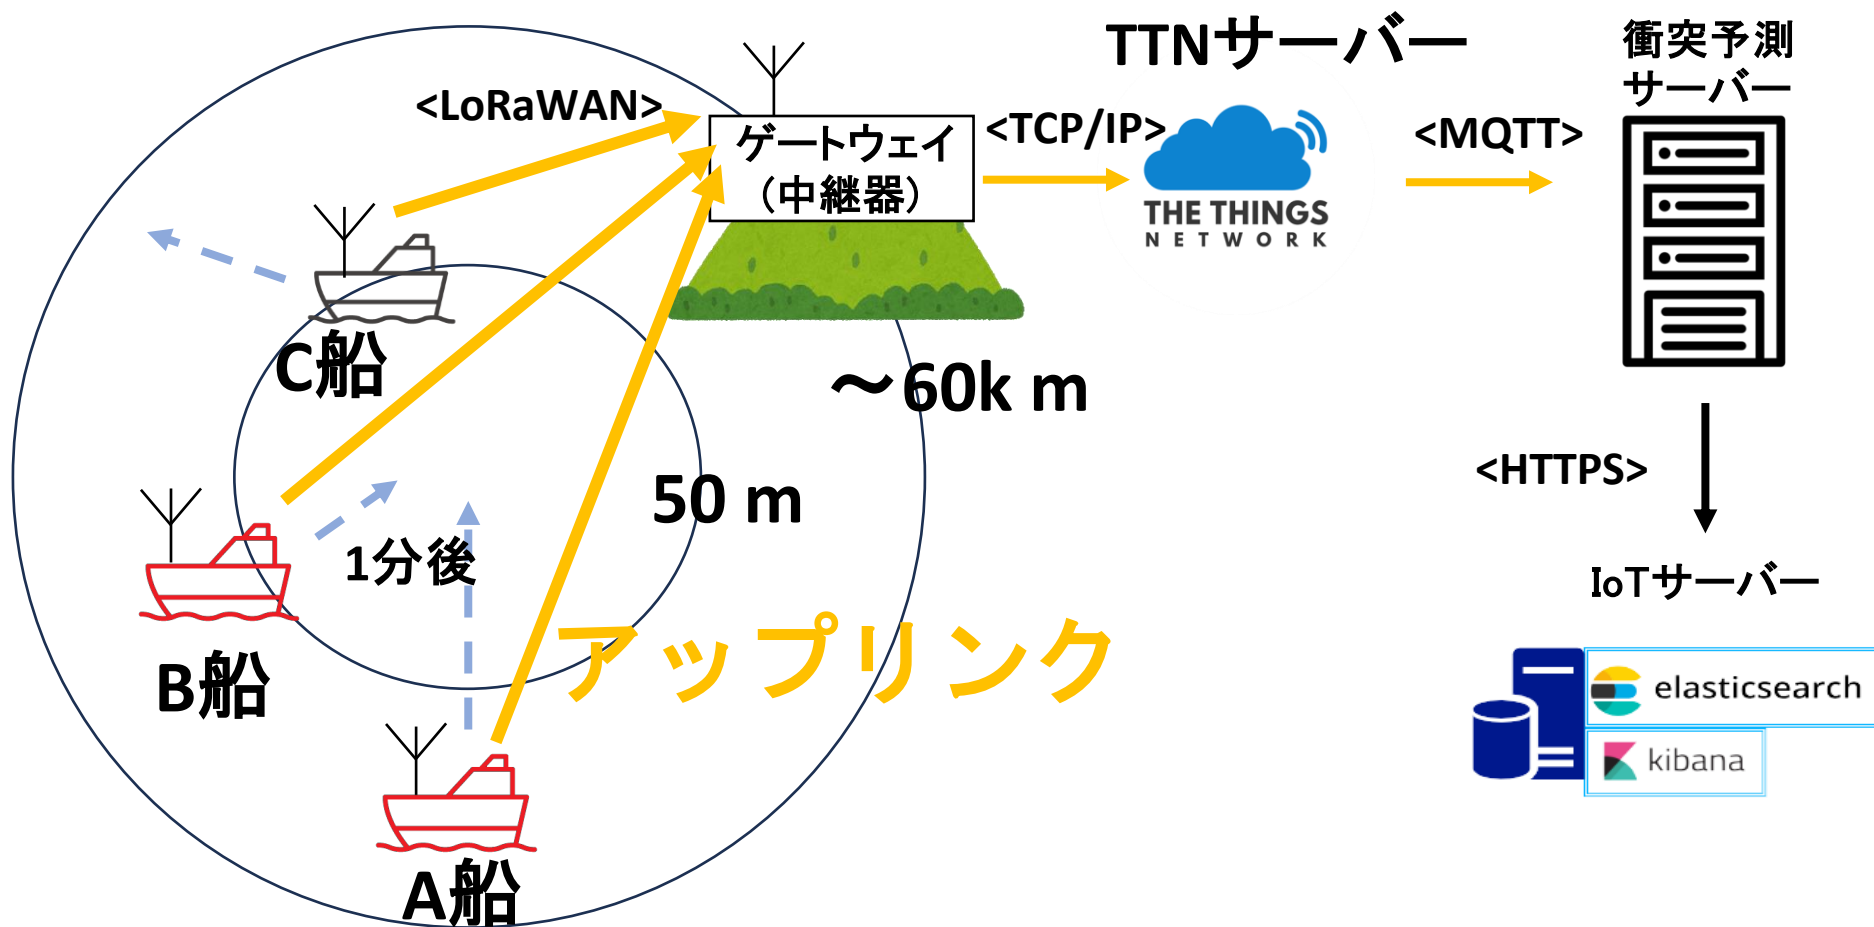 TTNサーバー
衝突予測
サーバー
<LoRaWAN>
ゲートウェイ
(中継器)
<TCP/IP>
<MQTT>
THE THINGS
NETWORK
C船
～60k m
50 m
<HTTPS>
1分後
IoTサーバー
アップリンク
B船
elasticsearch
kibana
A船